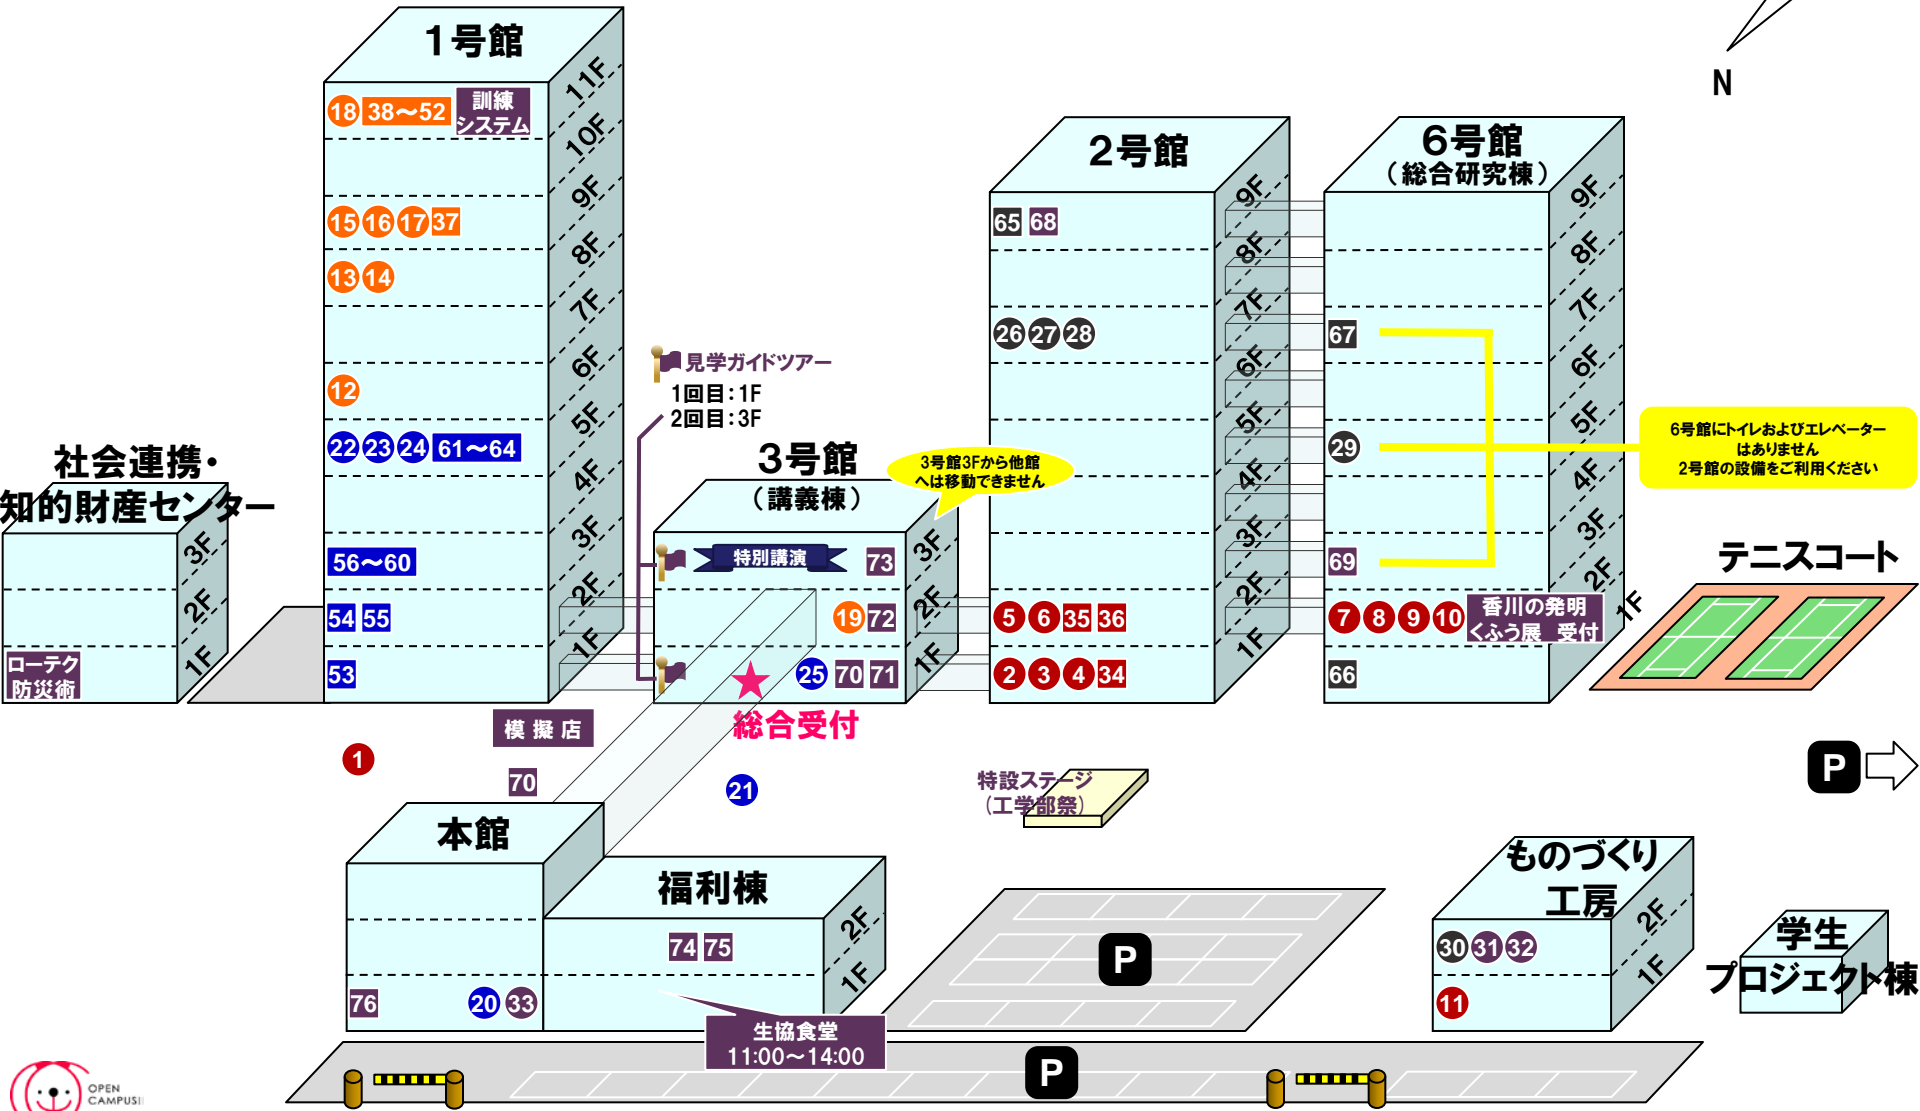 1号館
11F
10F
9F
8F
7F
6F
5F
4F
3F
2F
1F
18 38～52
訓練
システム
15 16 17 37
13 14
12
22 23 24 61～64
56～60
54 55
53
社会連携・
知的財産センター
3F
2F
1F
ローテク
防災術
見学ガイドツアー
1回目：1F
2回目：3F
3号館
（講義棟）
3号館3Fから他館
へは移動できません
3F
2F
1F
特別講演
73
19 72
25 70 71
総合受付
2号館
9F
8F
7F
6F
5F
4F
3F
2F
1F
65 68
26 27 28
5 6 35 36
2 3 4 34
6号館
（総合研究棟）
9F
8F
7F
6F
5F
4F
3F
2F
1F
67
29
69
7 8 9 10
香川の発明
くふう展 受付
66
6号館にトイレおよびエレベーター
はありません
2号館の設備をご利用ください
N
テニスコート
P
模擬店
1
70
21
特設ステージ
（工学部祭）
本館
76
20 33
福利棟
2F
1F
74 75
生協食堂
11:00～14:00
P
P
ものづくり
工房
2F
1F
30 31 32
11
学生
プロジェクト棟
OPEN
CAMPUS